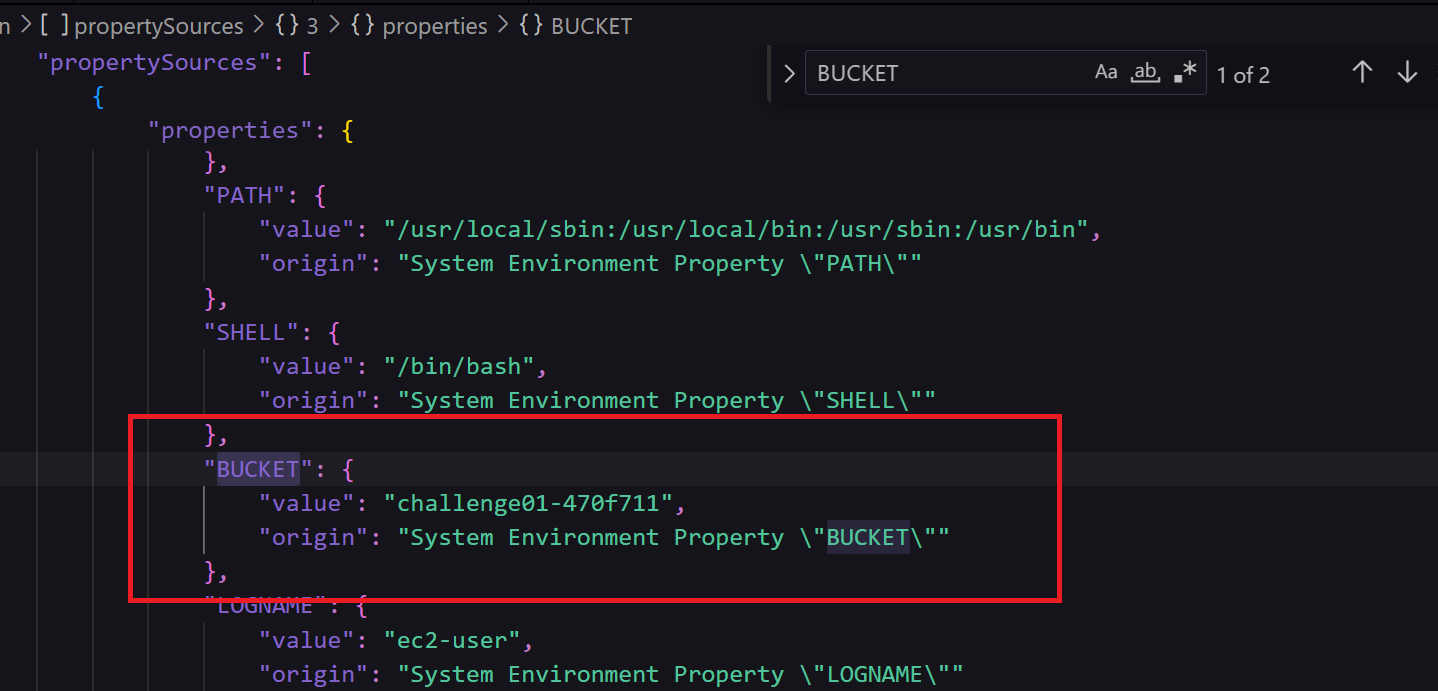 n > [ ] propertySources > {} 3 > {} properties > {} BUCKET
BUCKET Aa ab .* 1 of 2
"propertySources": [
{
"properties": {
},
"PATH": {
"value": "/usr/local/sbin:/usr/local/bin:/usr/sbin:/usr/bin",
"origin": "System Environment Property \"PATH\""
},
"SHELL": {
"value": "/bin/bash",
"origin": "System Environment Property \"SHELL\""
},
"BUCKET": {
"value": "challenge01-470f711",
"origin": "System Environment Property \"BUCKET\""
},
"LOGNAME": {
"value": "ec2-user",
"origin": "System Environment Property \"LOGNAME\""